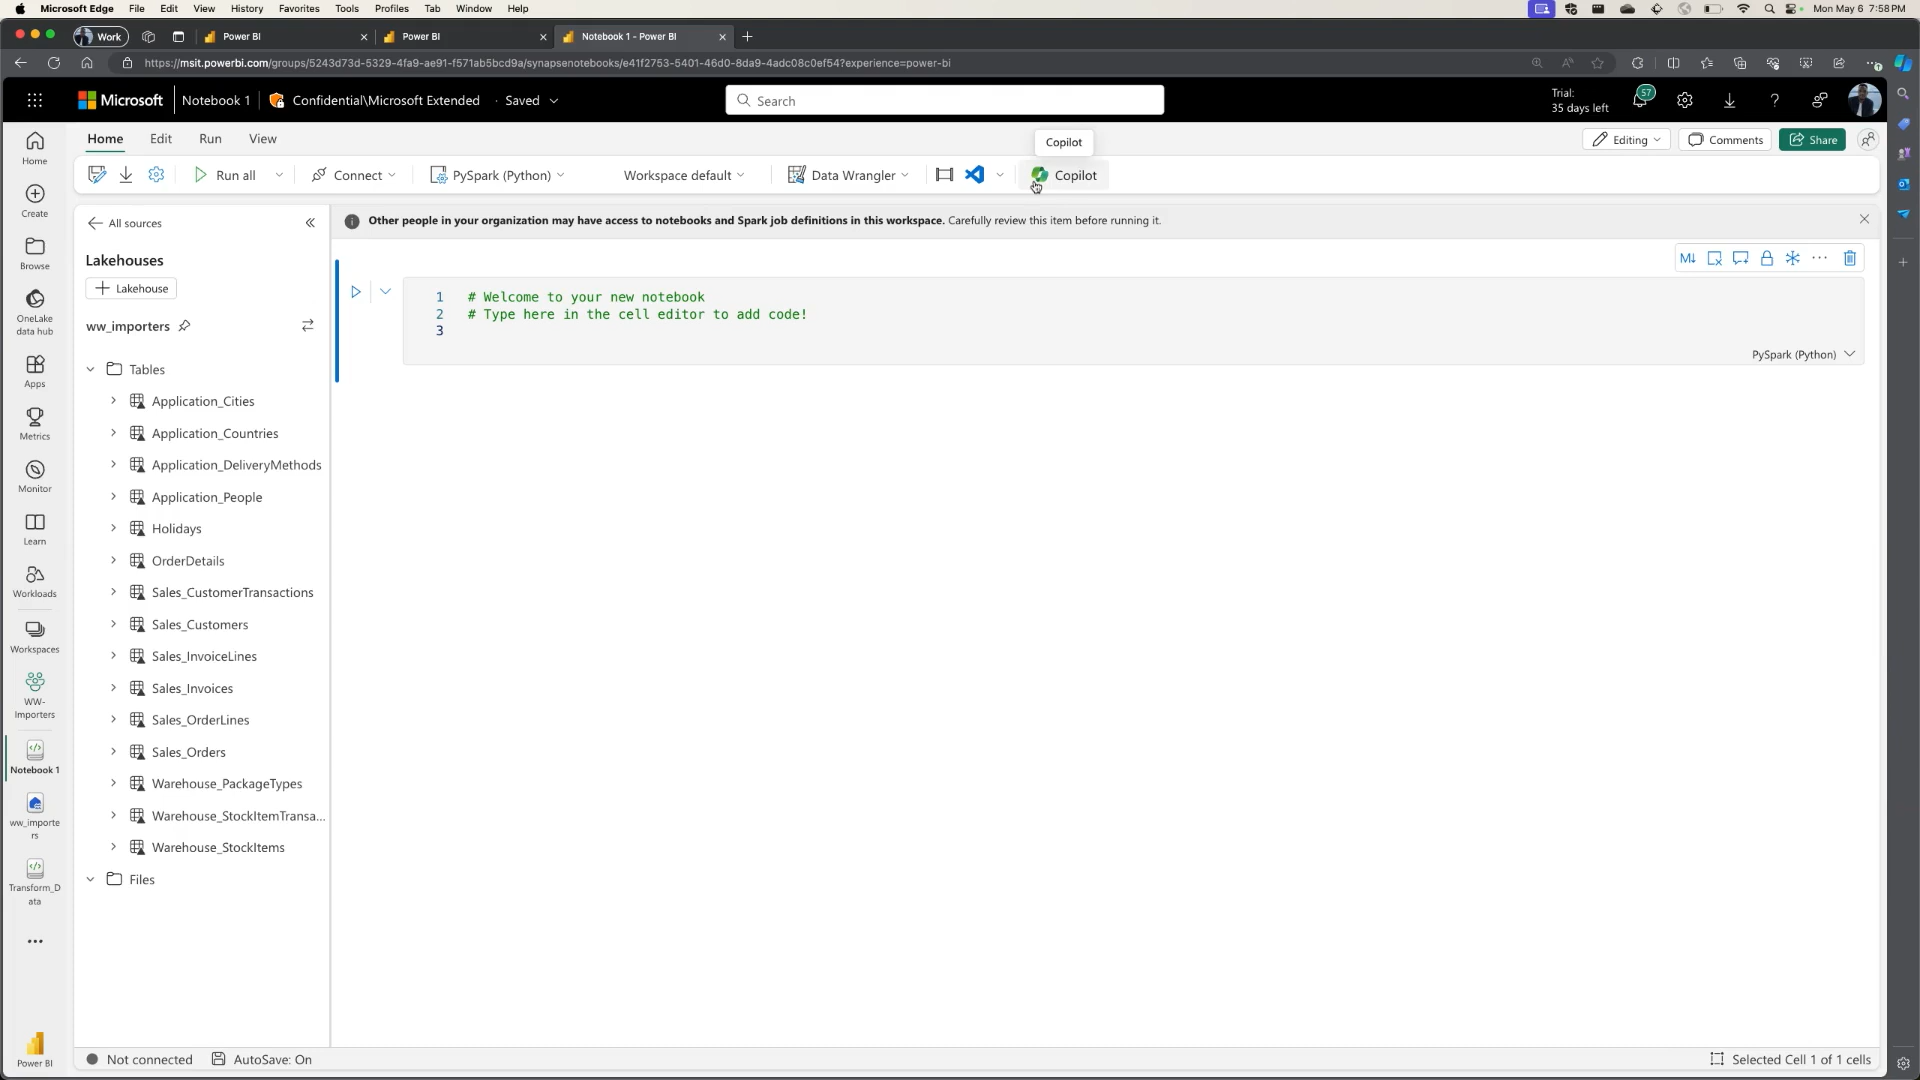 Microsoft Edge File Edit View History Favorites Tools Profiles Tab Window Help Mon May 6 7:58 PM
Work Power BI Power BI Notebook 1 - Power BI
https://msit.powerbi.com/groups/5243d73d-5329-4fa9-ae91-f571ab5bcd9a/synapsenotebooks/e41f2753-5401-46d0-8da9-4adc08c0ef54?experience=power-bi
Microsoft Notebook 1 Confidential\Microsoft Extended · Saved Search Trial: 57
35 days left
Home Edit Run View Copilot Editing Comments Share
Run all Connect PySpark (Python) Workspace default Data Wrangler Copilot
Home
Create
Browse
OneLake
data hub
Apps
Metrics
Monitor
Learn
Workloads
Workspaces
WW-
Importers
Notebook 1
ww_importe
rs
Transform_D
ata
Power BI
All sources
Lakehouses
Lakehouse
ww_importers
Tables
Application_Cities
Application_Countries
Application_DeliveryMethods
Application_People
Holidays
OrderDetails
Sales_CustomerTransactions
Sales_Customers
Sales_InvoiceLines
Sales_Invoices
Sales_OrderLines
Sales_Orders
Warehouse_PackageTypes
Warehouse_StockItemTransa...
Warehouse_StockItems
Files
Other people in your organization may have access to notebooks and Spark job definitions in this workspace. Carefully review this item before running it.
M↓
1 # Welcome to your new notebook
2 # Type here in the cell editor to add code!
3
PySpark (Python)
Not connected AutoSave: On Selected Cell 1 of 1 cells